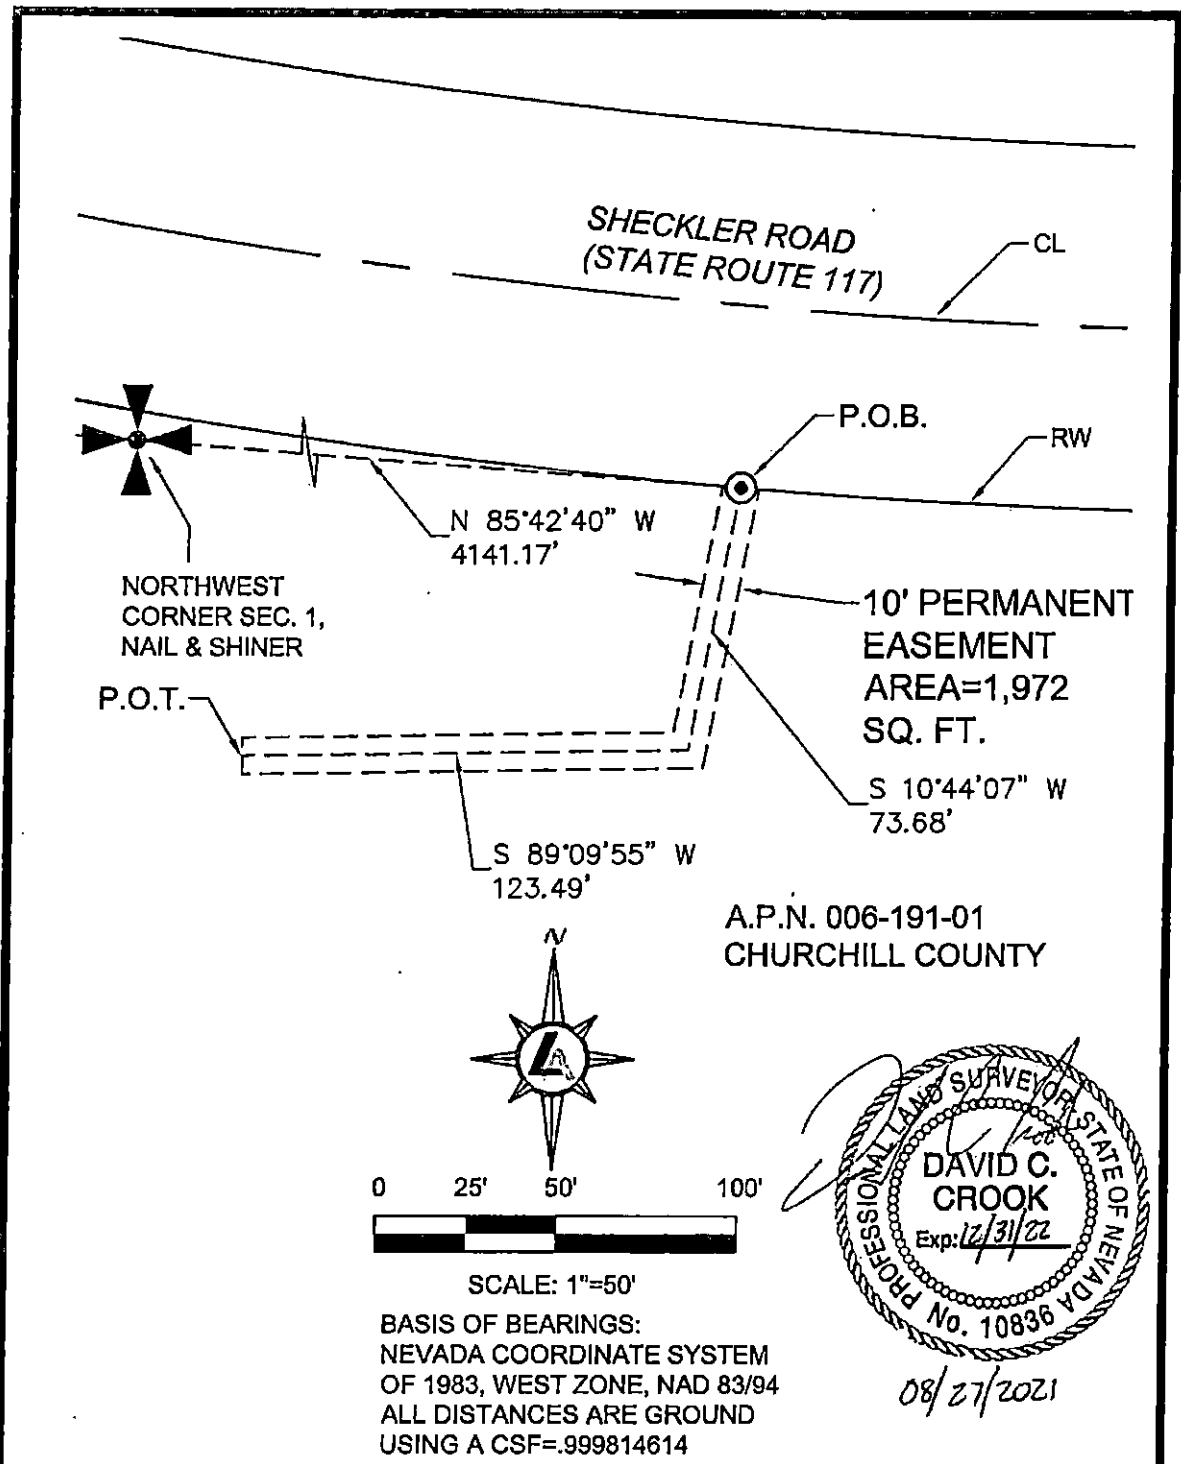 SHECKLER ROAD
(STATE ROUTE 117)
CL
P.O.B.
RW
N 85°42'40" W
4141.17'
NORTHWEST
CORNER SEC. 1,
NAIL & SHINER
10' PERMANENT
EASEMENT
AREA=1,972
SQ. FT.
P.O.T.
S 10°44'07" W
73.68'
S 89°09'55" W
123.49'
A.P.N. 006-191-01
CHURCHILL COUNTY
N
LA
0 25' 50' 100'
SCALE: 1"=50'
BASIS OF BEARINGS:
NEVADA COORDINATE SYSTEM
OF 1983, WEST ZONE, NAD 83/94
ALL DISTANCES ARE GROUND
USING A CSF=.999814614
PROFESSIONAL LAND SURVEYOR STATE OF NEVADA
DAVID C.
CROOK
Exp: 12/31/22
No. 10836
08/27/2021